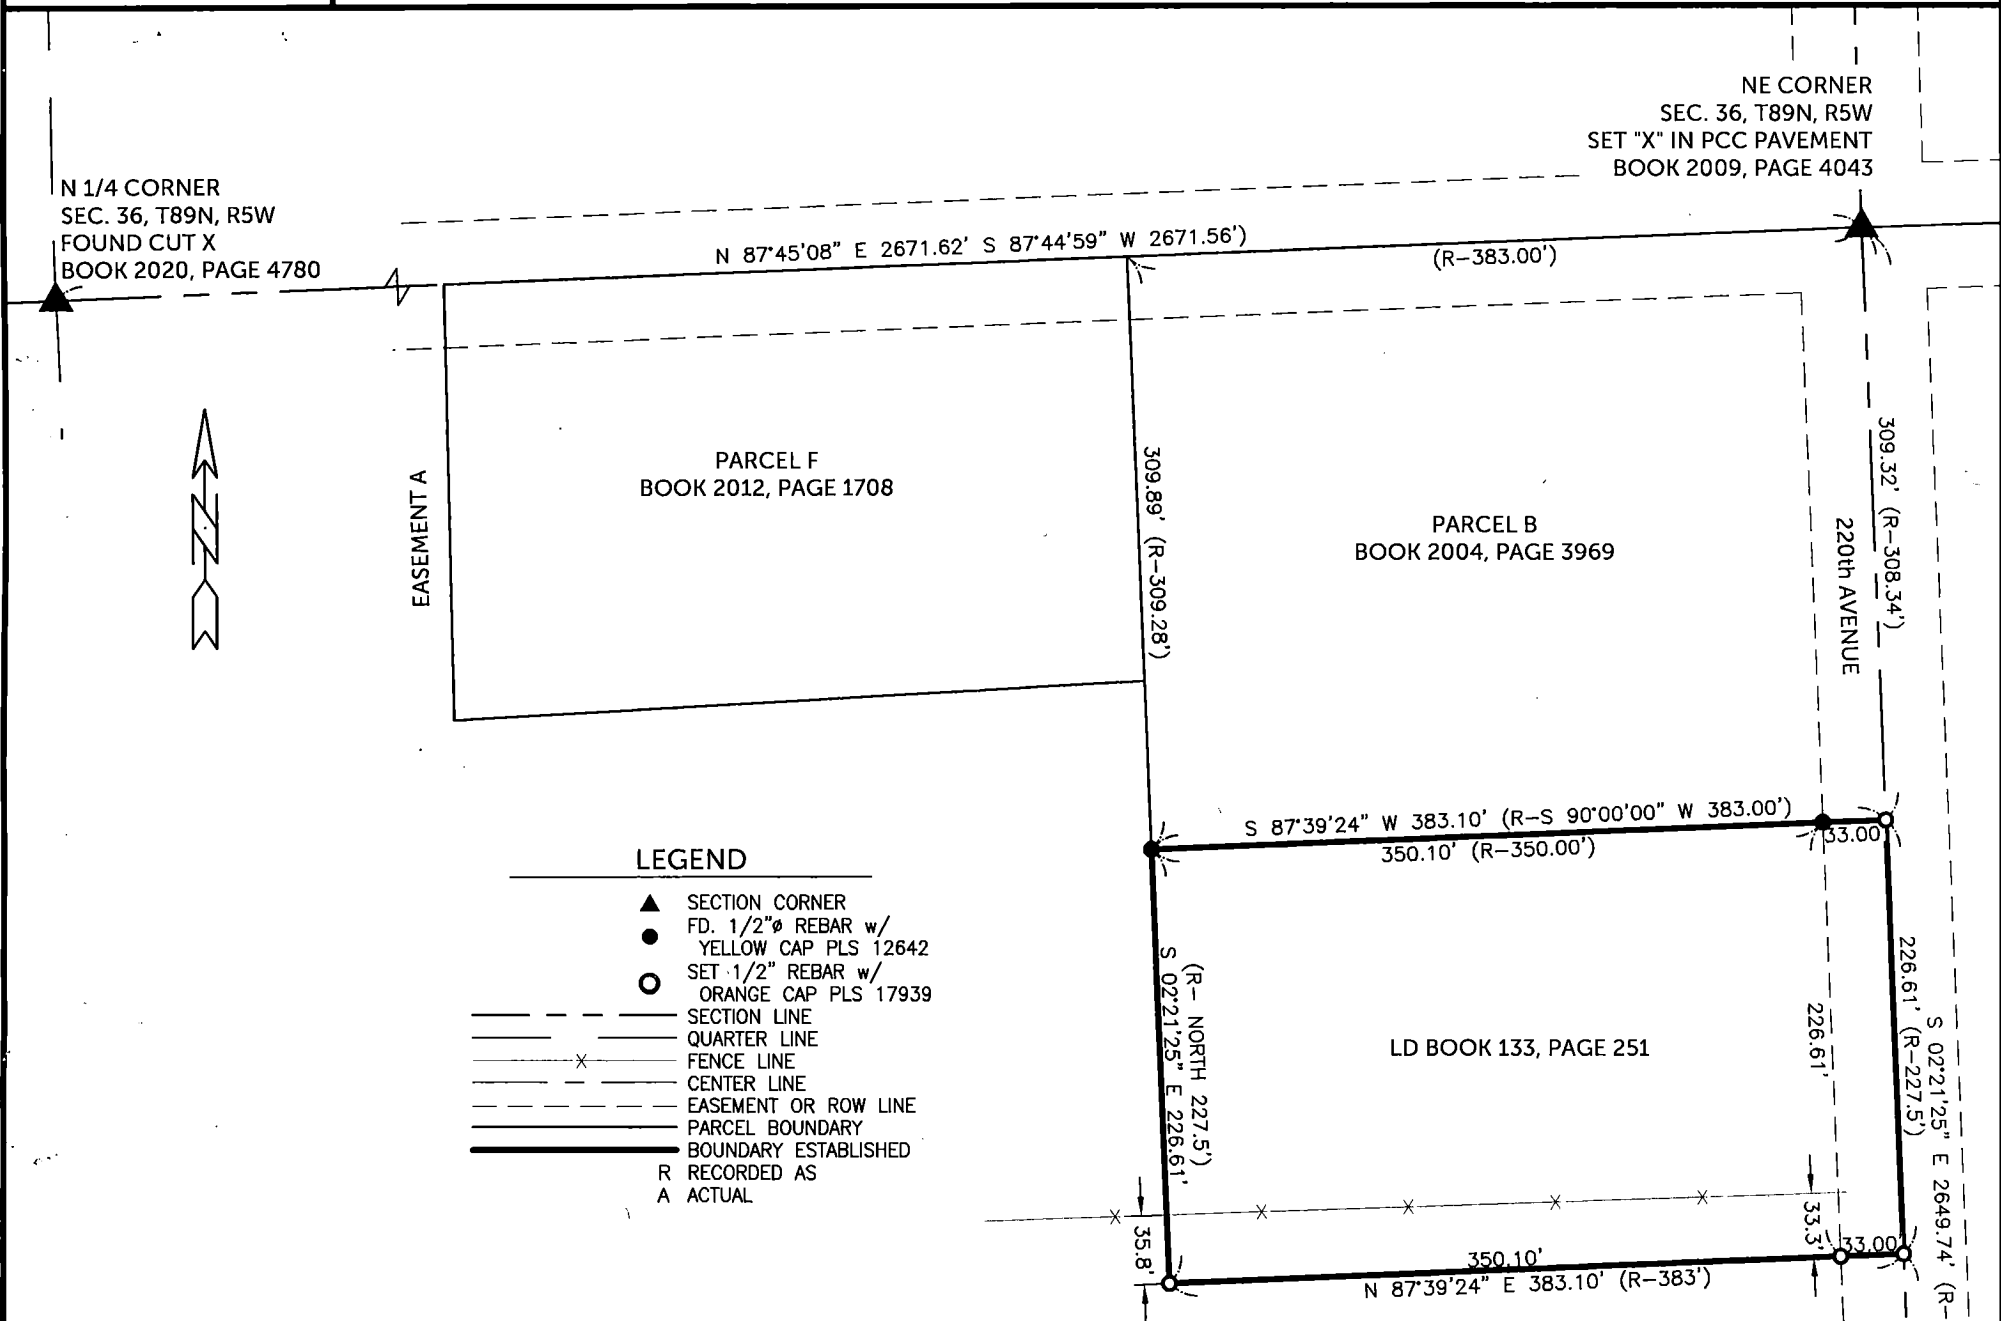 NE CORNER
SEC. 36, T89N, R5W
SET "X" IN PCC PAVEMENT
BOOK 2009, PAGE 4043
N 1/4 CORNER
SEC. 36, T89N, R5W
FOUND CUT X
BOOK 2020, PAGE 4780
N 87°45'08" E 2671.62' S 87°44'59" W 2671.56')
(R-383.00')
N
EASEMENT A
PARCEL F
BOOK 2012, PAGE 1708
309.89' (R-309.28')
PARCEL B
BOOK 2004, PAGE 3969
220th AVENUE
309.32' (R-308.34')
S 87°39'24" W 383.10' (R-S 90°00'00" W 383.00')
350.10' (R-350.00')
33.00'
LEGEND
SECTION CORNER
FD. 1/2"ø REBAR w/
YELLOW CAP PLS 12642
SET 1/2" REBAR w/
ORANGE CAP PLS 17939
SECTION LINE
QUARTER LINE
FENCE LINE
CENTER LINE
EASEMENT OR ROW LINE
PARCEL BOUNDARY
BOUNDARY ESTABLISHED
R RECORDED AS
A ACTUAL
(R- NORTH 227.5')
S 02°21'25" E 226.61'
LD BOOK 133, PAGE 251
226.61'
226.61' (R-227.5')
S 02°21'25" E 2649.74' (R-
35.8'
33.3'
33.00'
350.10'
N 87°39'24" E 383.10' (R-383')